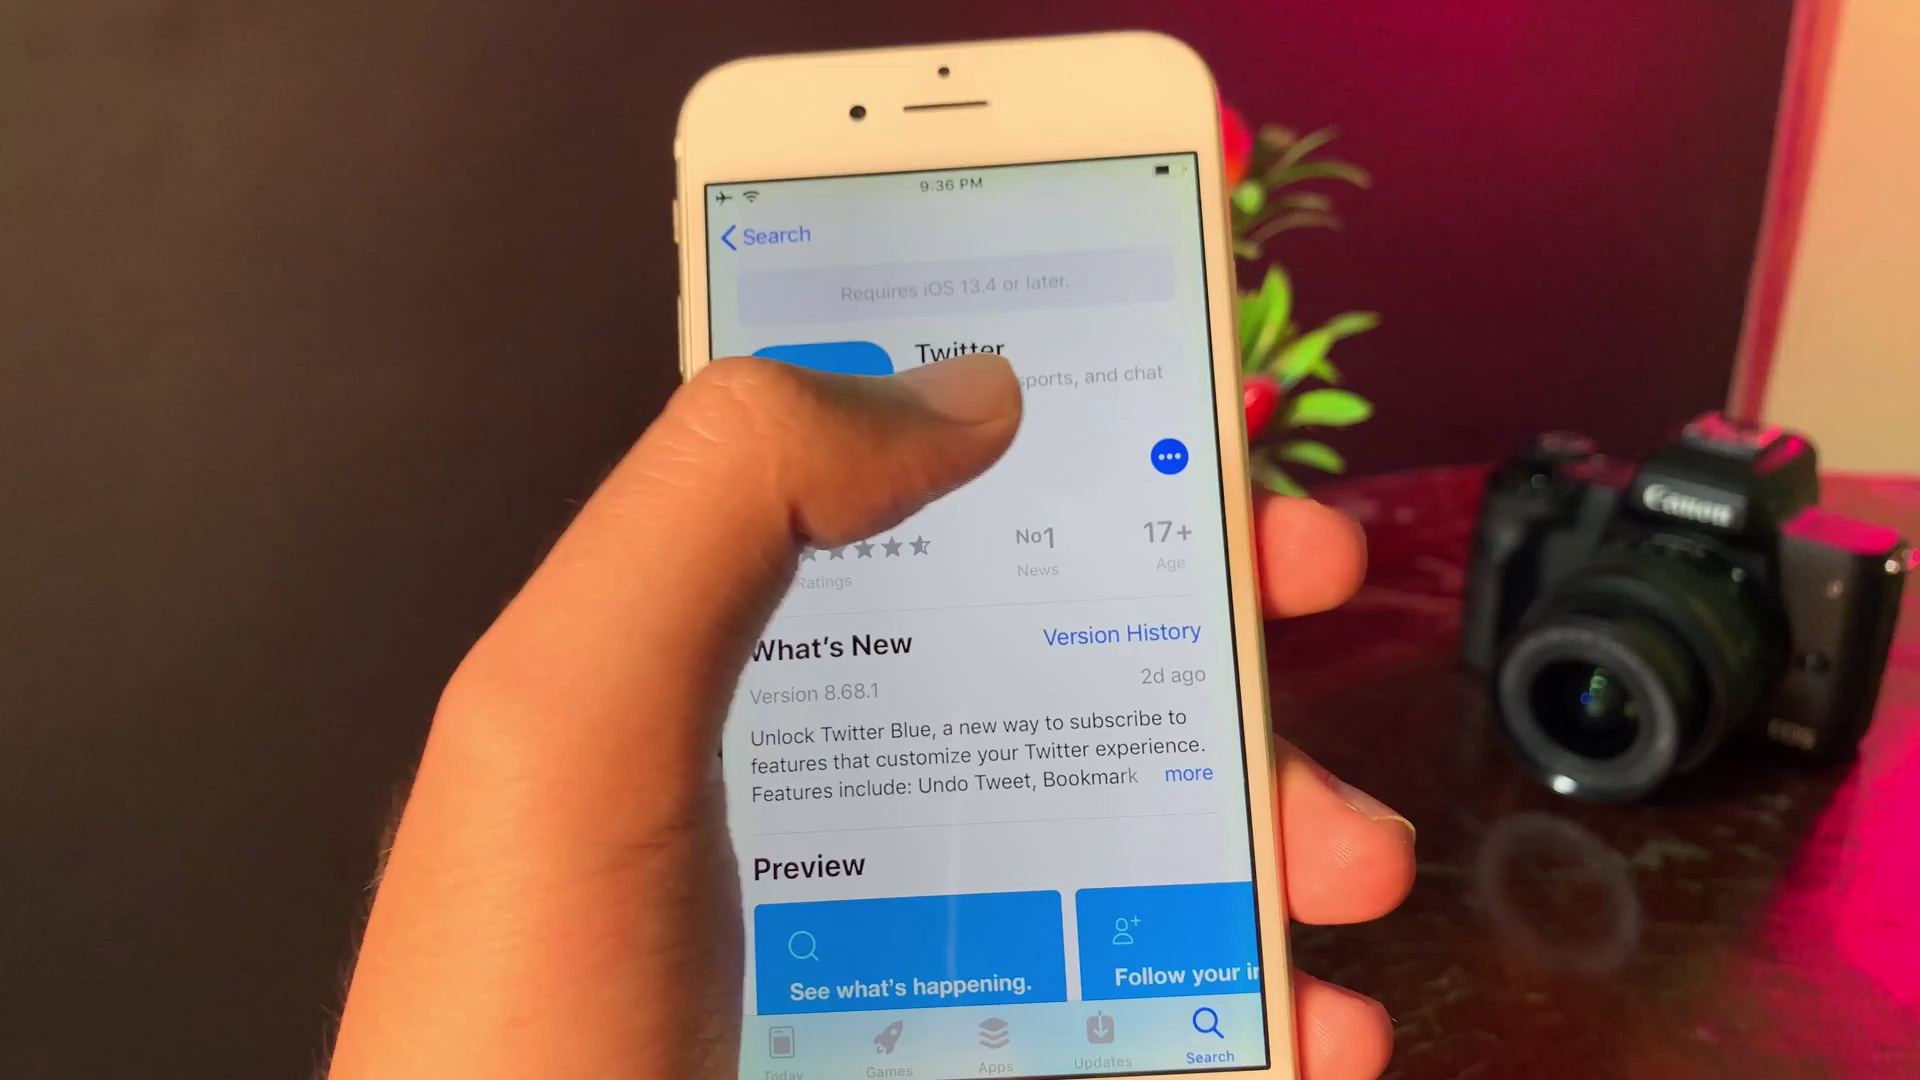 9:36 PM
Search
Requires iOS 13.4 or later.
Twitter
sports, and chat
No1
17+
Ratings
News
Age
What's New
Version History
Version 8.68.1
2d ago
Unlock Twitter Blue, a new way to subscribe to
features that customize your Twitter experience.
Features include: Undo Tweet, Bookmark
more
Preview
See what's happening.
Follow your
Today
Games
Apps
Updates
Search
Canon